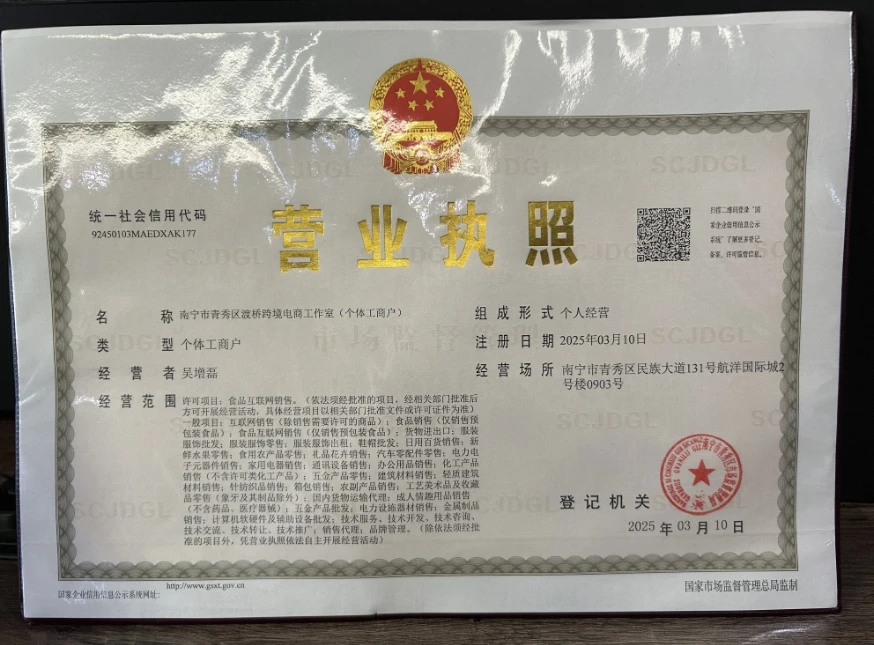 统一社会信用代码
92450103MAEDXAK177
营业执照
扫描二维码登录“国
家企业信用信息公示
系统”了解更多登记、
备案、许可监管信息。
名 称 南宁市青秀区渡桥跨境电商工作室（个体工商户）
类 型 个体工商户
经 营 者 吴增磊
经 营 范 围 许可项目：食品互联网销售。（依法须经批准的项目，经相关部门批准后
方可开展经营活动，具体经营项目以相关部门批准文件或许可证件为准）
一般项目：互联网销售（除销售需要许可的商品）；食品销售（仅销售预
包装食品）；食品互联网销售（仅销售预包装食品）；货物进出口；服装
服饰批发；服装服饰零售；服装服饰出租；鞋帽批发；日用百货销售；新
鲜水果零售；食用农产品零售；礼品花卉销售；汽车零配件零售；电力电
子元器件销售；家用电器销售；通讯设备销售；办公用品销售；化工产品
销售（不含许可类化工产品）；五金产品零售；建筑材料销售；轻质建筑
材料销售；针纺织品销售；箱包销售；农副产品销售；工艺美术品及收藏
品零售（象牙及其制品除外）；国内货物运输代理；成人情趣用品销售
（不含药品、医疗器械）；五金产品批发；电力设施器材销售；金属制品
销售；计算机软硬件及辅助设备批发；技术服务、技术开发、技术咨询、
技术交流、技术转让、技术推广；销售代理；品牌管理。（除依法须经批
准的项目外，凭营业执照依法自主开展经营活动）
组 成 形 式 个人经营
注 册 日 期 2025年03月10日
经 营 场 所 南宁市青秀区民族大道131号航洋国际城2
号楼0903号
登 记 机 关
2025 年 03 月 10 日
国家企业信用信息公示系统网址:
http://www.gsxt.gov.cn
国家市场监督管理总局监制
SCJDGL
市场监督管理